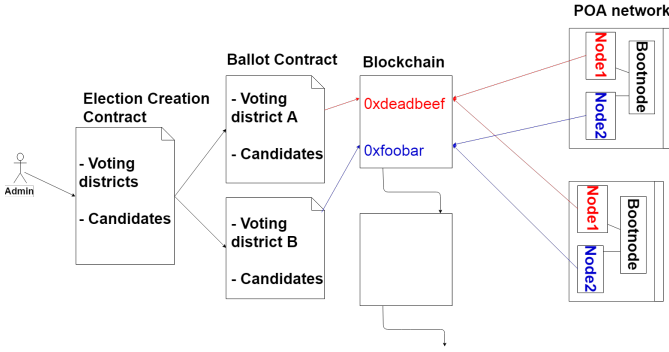 POA network
Ballot Contract
Blockchain
Election Creation
Contract
- Voting
districts
- Candidates
Admin
- Voting
district A
- Candidates
- Voting
district B
- Candidates
0xdeadbeef
0xfoobar
Node1
Node2
Bootnode
Node1
Node2
Bootnode